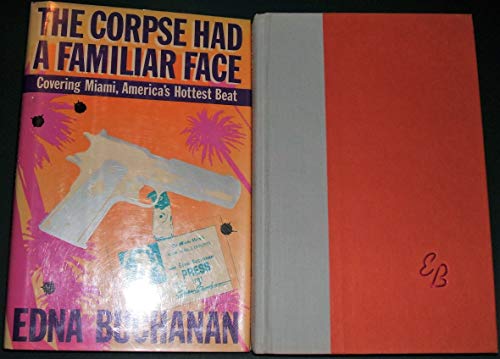 THE CORPSE HAD
A FAMILIAR FACE
Covering Miami, America's Hottest Beat
PRESS
EDNA BUCHANAN
EB